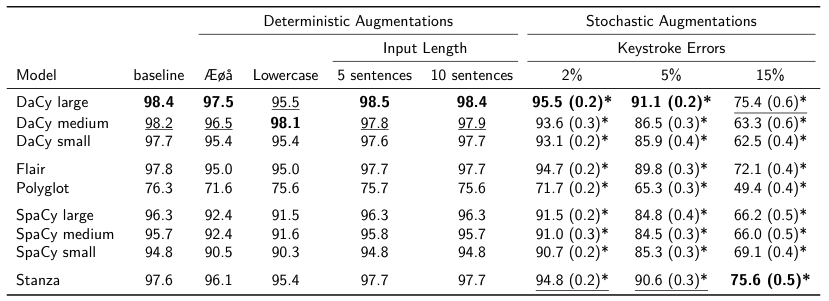 Deterministic Augmentations Stochastic Augmentations
Input Length Keystroke Errors
Model baseline Æøå Lowercase 5 sentences 10 sentences 2% 5% 15%
DaCy large 98.4 97.5 95.5 98.5 98.4 95.5 (0.2)* 91.1 (0.2)* 75.4 (0.6)*
DaCy medium 98.2 96.5 98.1 97.8 97.9 93.6 (0.3)* 86.5 (0.3)* 63.3 (0.6)*
DaCy small 97.7 95.4 95.4 97.6 97.7 93.1 (0.2)* 85.9 (0.4)* 62.5 (0.4)*
Flair 97.8 95.0 95.0 97.7 97.7 94.7 (0.2)* 89.8 (0.3)* 72.1 (0.4)*
Polyglot 76.3 71.6 75.6 75.7 75.6 71.7 (0.2)* 65.3 (0.3)* 49.4 (0.4)*
SpaCy large 96.3 92.4 91.5 96.3 96.3 91.5 (0.2)* 84.8 (0.4)* 66.2 (0.5)*
SpaCy medium 95.7 92.4 91.6 95.8 95.7 91.0 (0.3)* 84.5 (0.3)* 66.0 (0.5)*
SpaCy small 94.8 90.5 90.3 94.8 94.8 90.7 (0.2)* 85.3 (0.3)* 69.1 (0.4)*
Stanza 97.6 96.1 95.4 97.7 97.7 94.8 (0.2)* 90.6 (0.3)* 75.6 (0.5)*